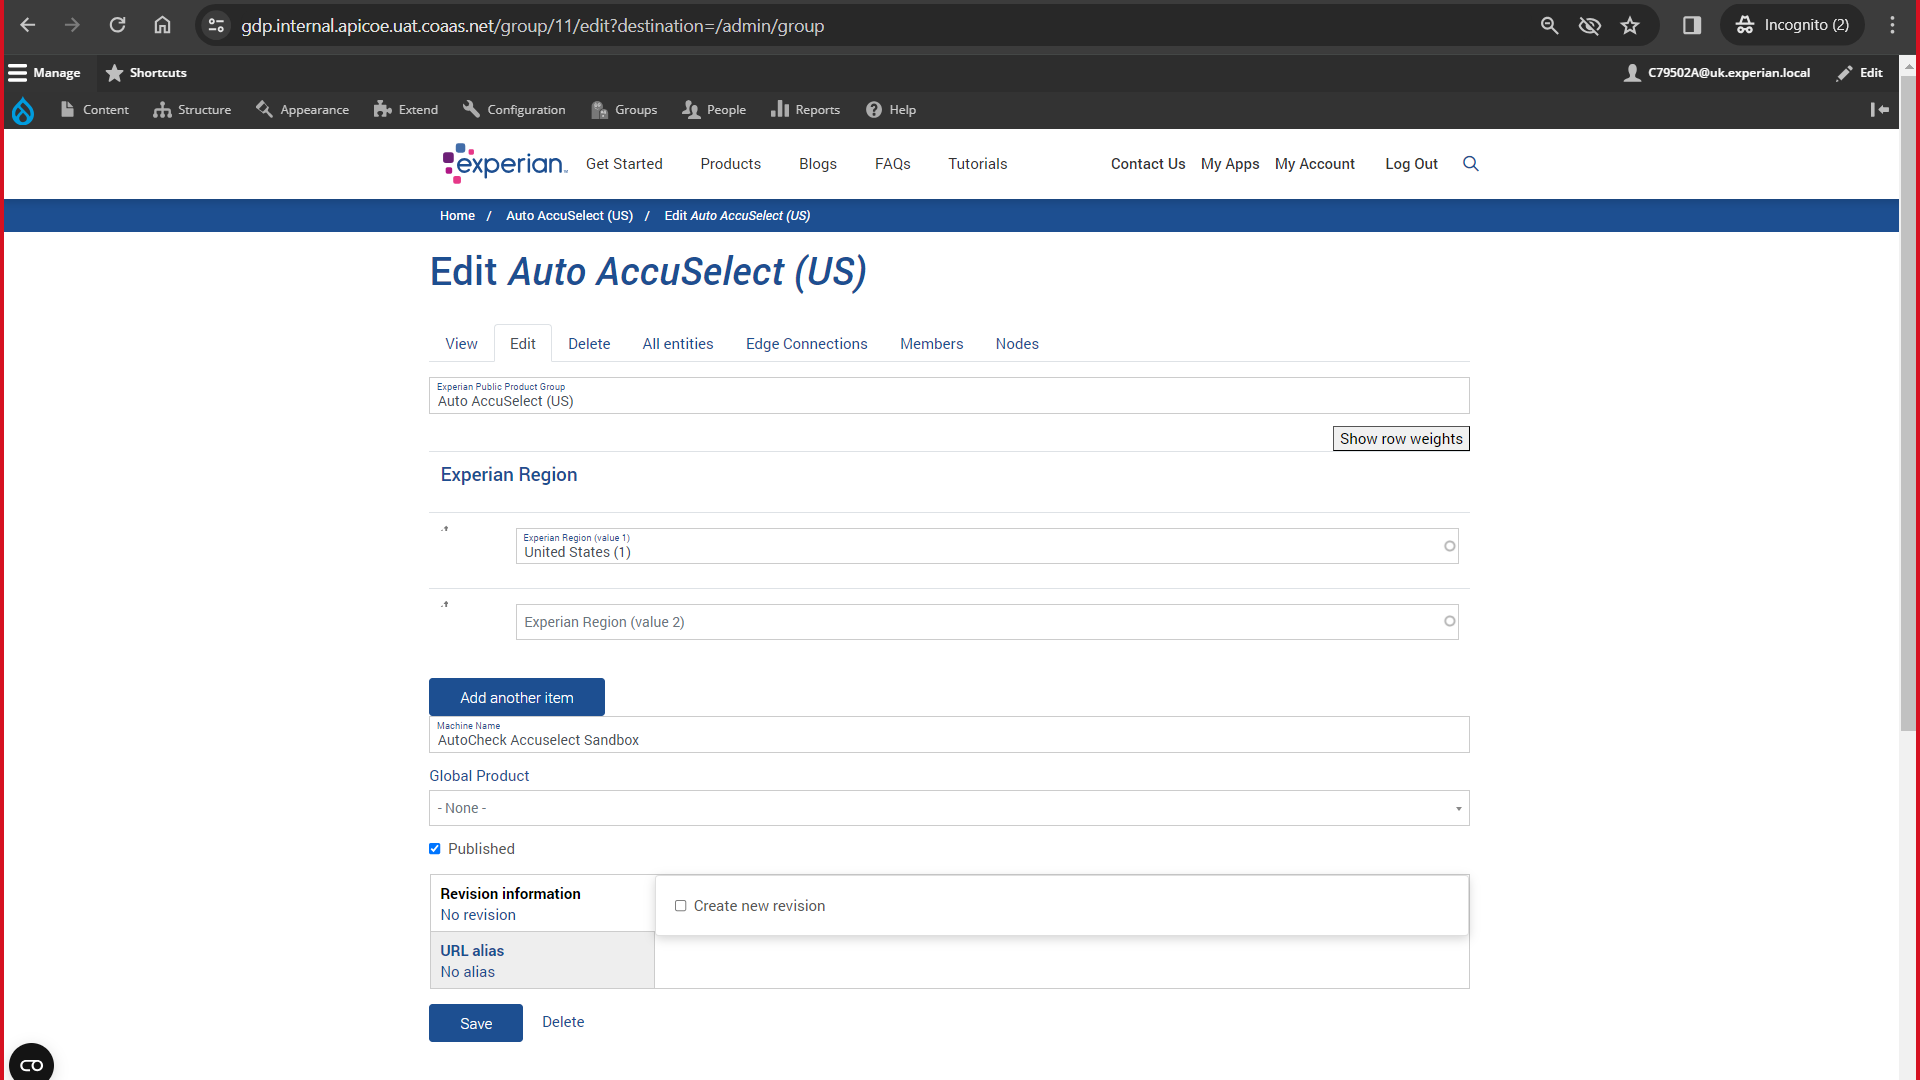 gdp.internal.apicoe.uat.coaas.net/group/11/edit?destination=/admin/group
Incognito (2)
Manage
Shortcuts
C79502A@uk.experian.local
Edit
Content
Structure
Appearance
Extend
Configuration
Groups
People
Reports
Help
experian.
Get Started
Products
Blogs
FAQs
Tutorials
Contact Us
My Apps
My Account
Log Out
Home / Auto AccuSelect (US) / Edit Auto AccuSelect (US)
Edit Auto AccuSelect (US)
View
Edit
Delete
All entities
Edge Connections
Members
Nodes
Experian Public Product Group
Auto AccuSelect (US)
Show row weights
Experian Region
Experian Region (value 1)
United States (1)
Experian Region (value 2)
Add another item
Machine Name
AutoCheck Accuselect Sandbox
Global Product
- None -
Published
Revision information
No revision
Create new revision
URL alias
No alias
Save
Delete